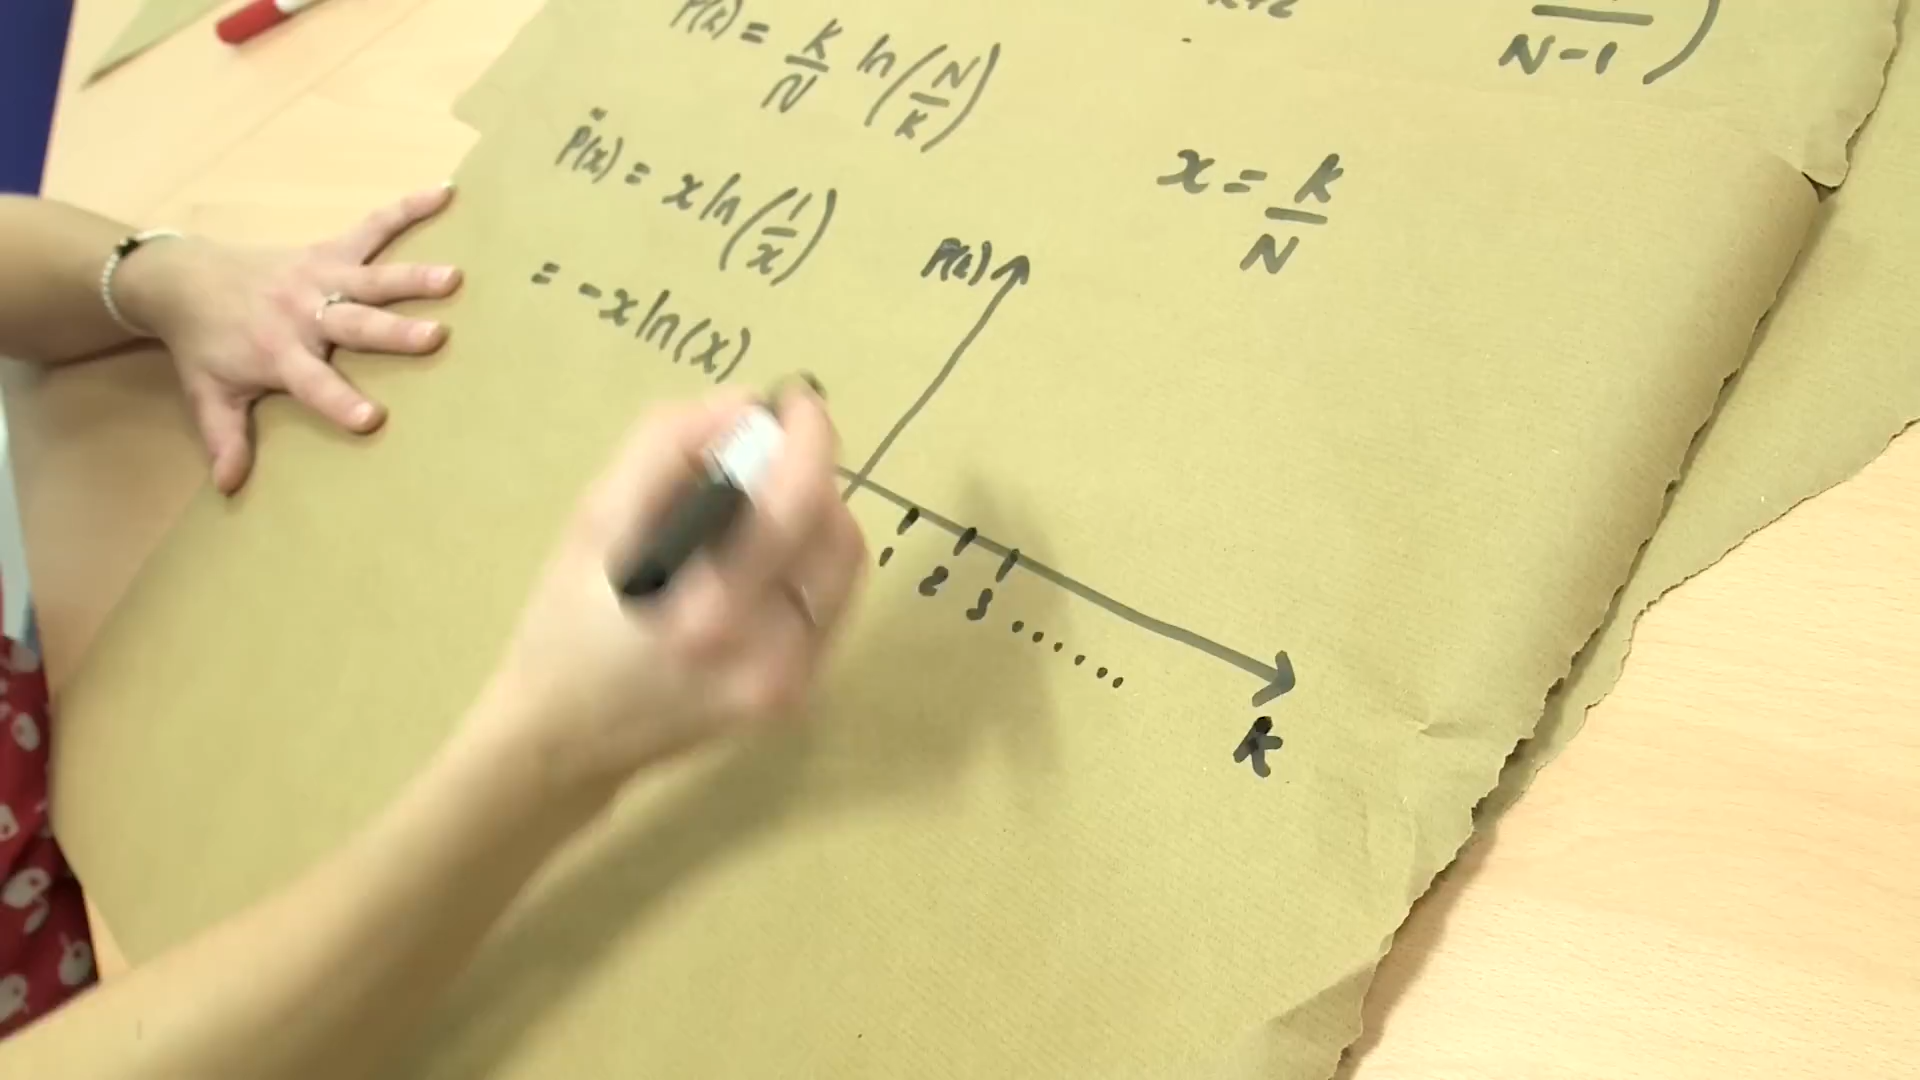 P(k) = K/N ln(N/K)
N-1 )
P(x) = x ln(1/x)
x = k/N
= -x ln(x)
P(k)
1 2 3 .......
k